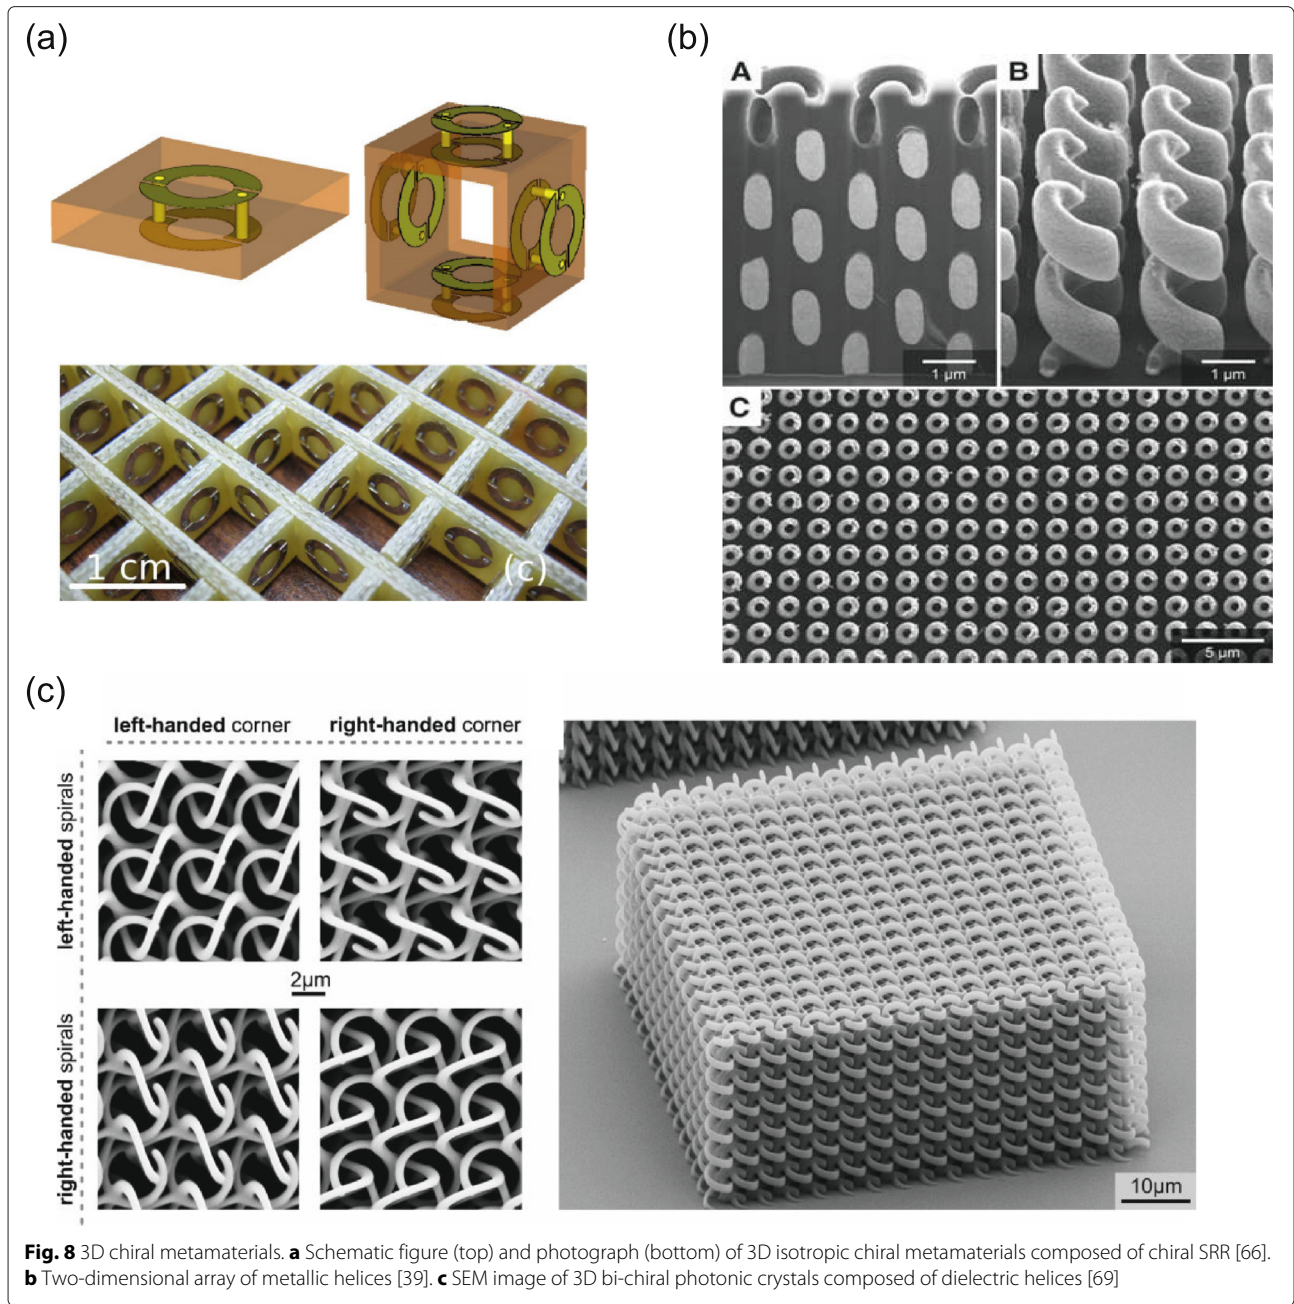 (a)
(b)
A
B
1 µm
1 µm
C
1 cm
(c)
5 µm
(c)
left-handed corner
right-handed corner
left-handed spirals
2µm
right-handed spirals
10µm
Fig. 8 3D chiral metamaterials. a Schematic figure (top) and photograph (bottom) of 3D isotropic chiral metamaterials composed of chiral SRR [66].
b Two-dimensional array of metallic helices [39]. c SEM image of 3D bi-chiral photonic crystals composed of dielectric helices [69]